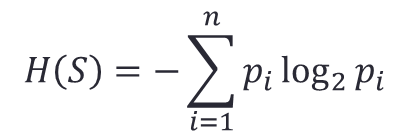 H(S) = − ∑_{i=1}^{n} p_i log_2 p_i